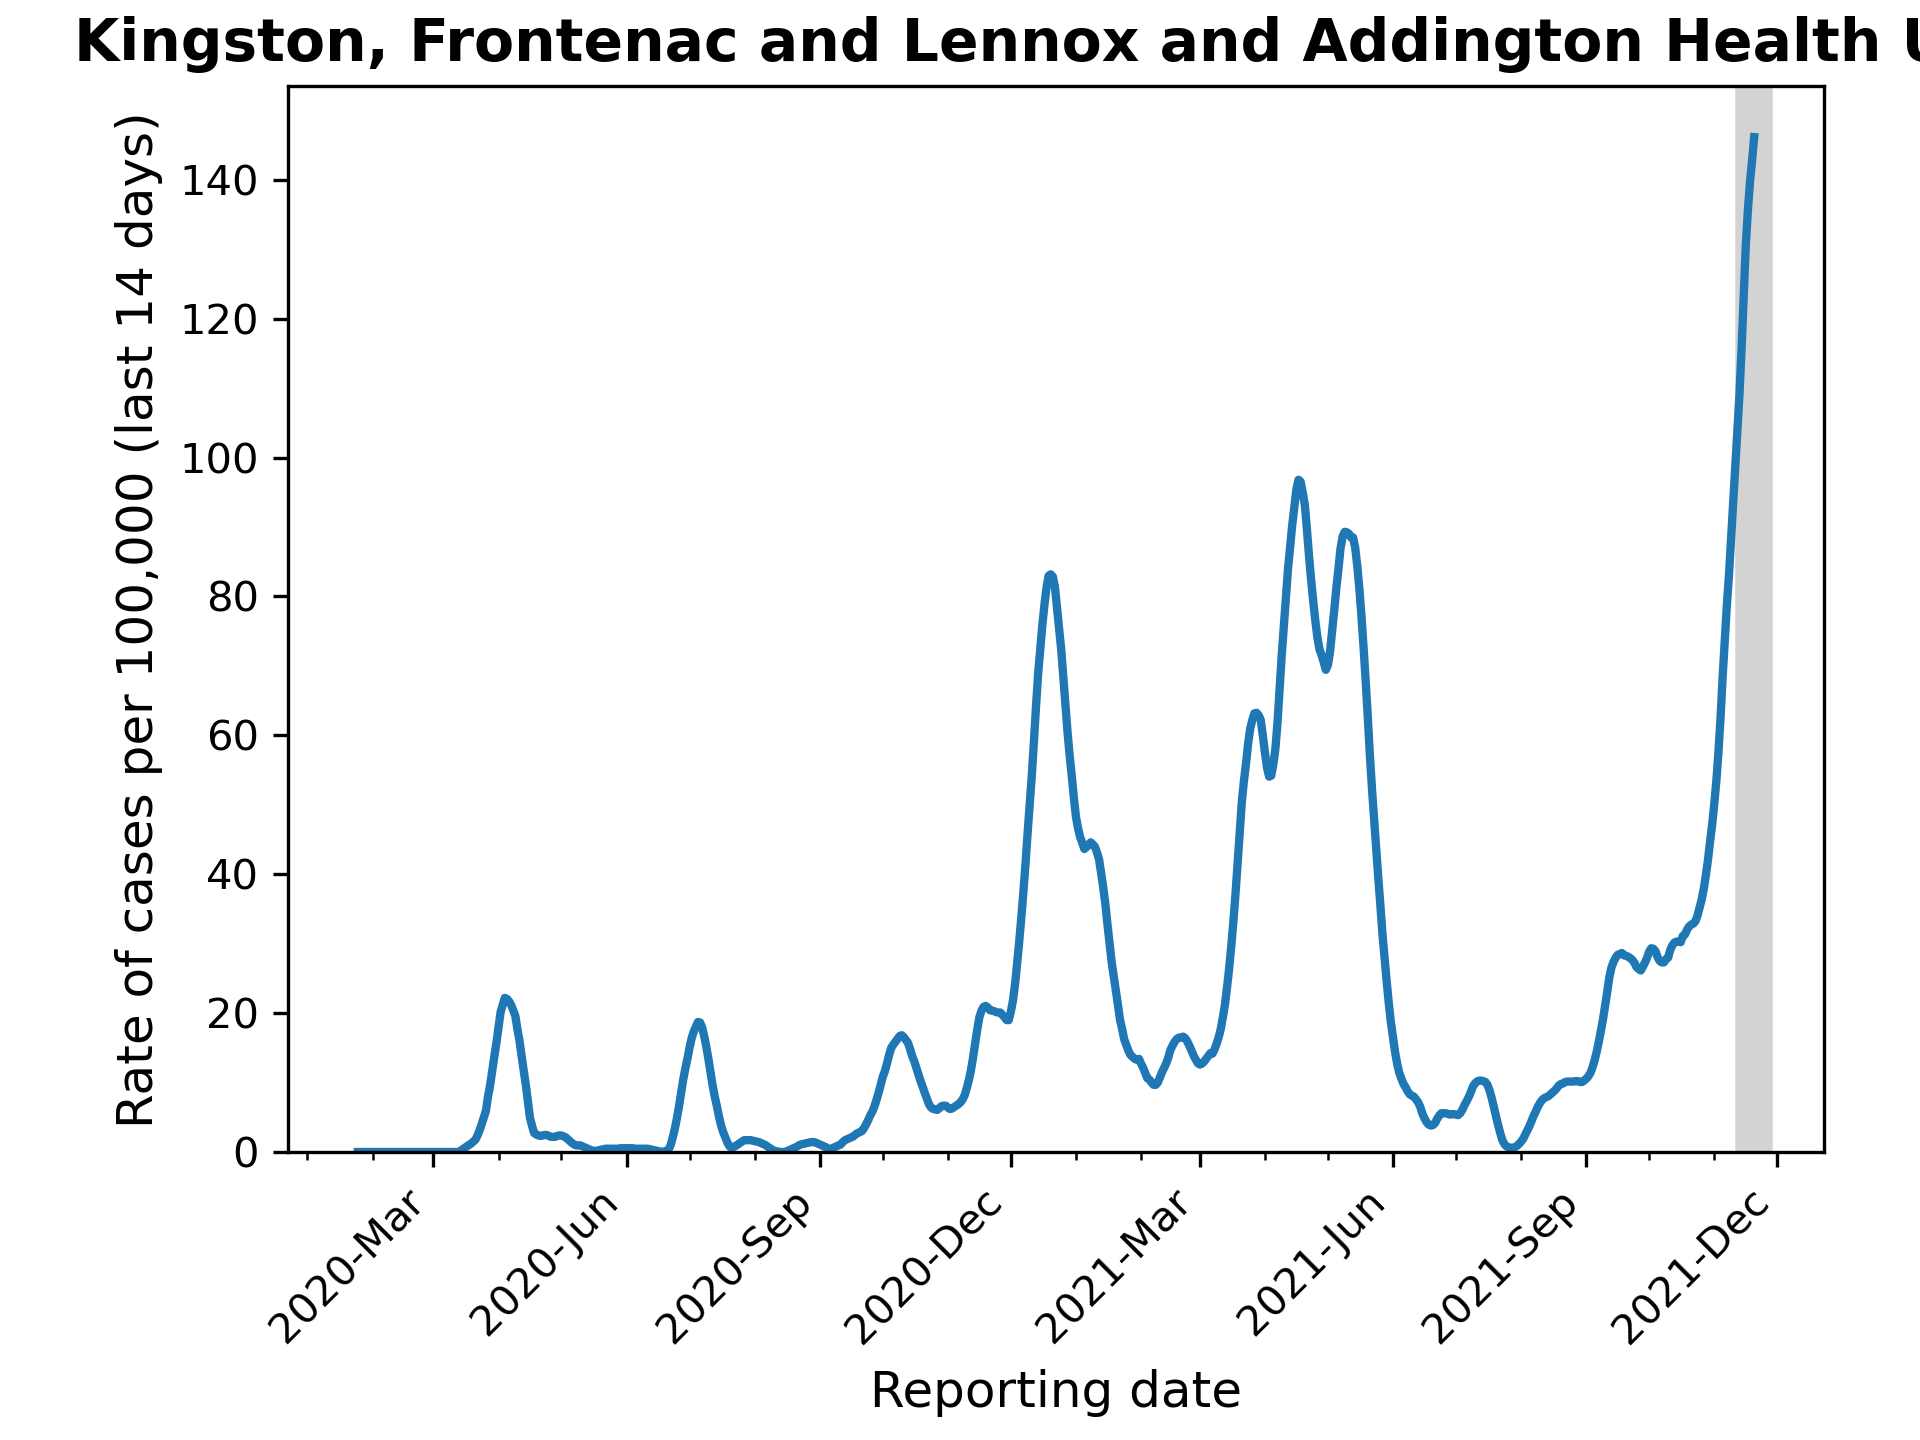 Kingston, Frontenac and Lennox and Addington Health
Rate of cases per 100,000 (last 14 days)
140
120
100
80
60
40
20
0
2020-Mar
2020-Jun
2020-Sep
2020-Dec
2021-Mar
2021-Jun
2021-Sep
2021-Dec
Reporting date